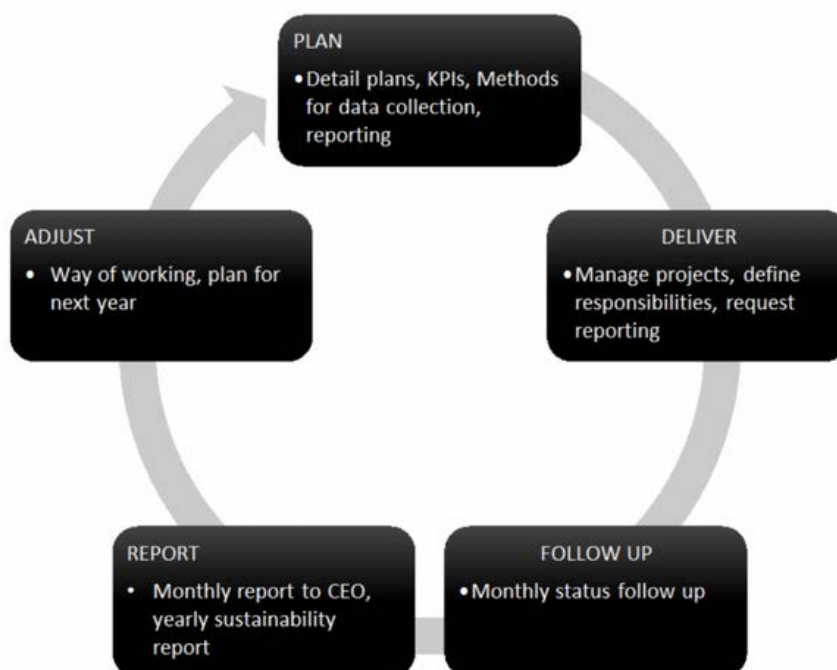 PLAN
•Detail plans, KPIs, Methods
for data collection,
reporting
DELIVER
•Manage projects, define
responsibilities, request
reporting
FOLLOW UP
•Monthly status follow up
REPORT
• Monthly report to CEO,
yearly sustainability
report
ADJUST
• Way of working, plan for
next year